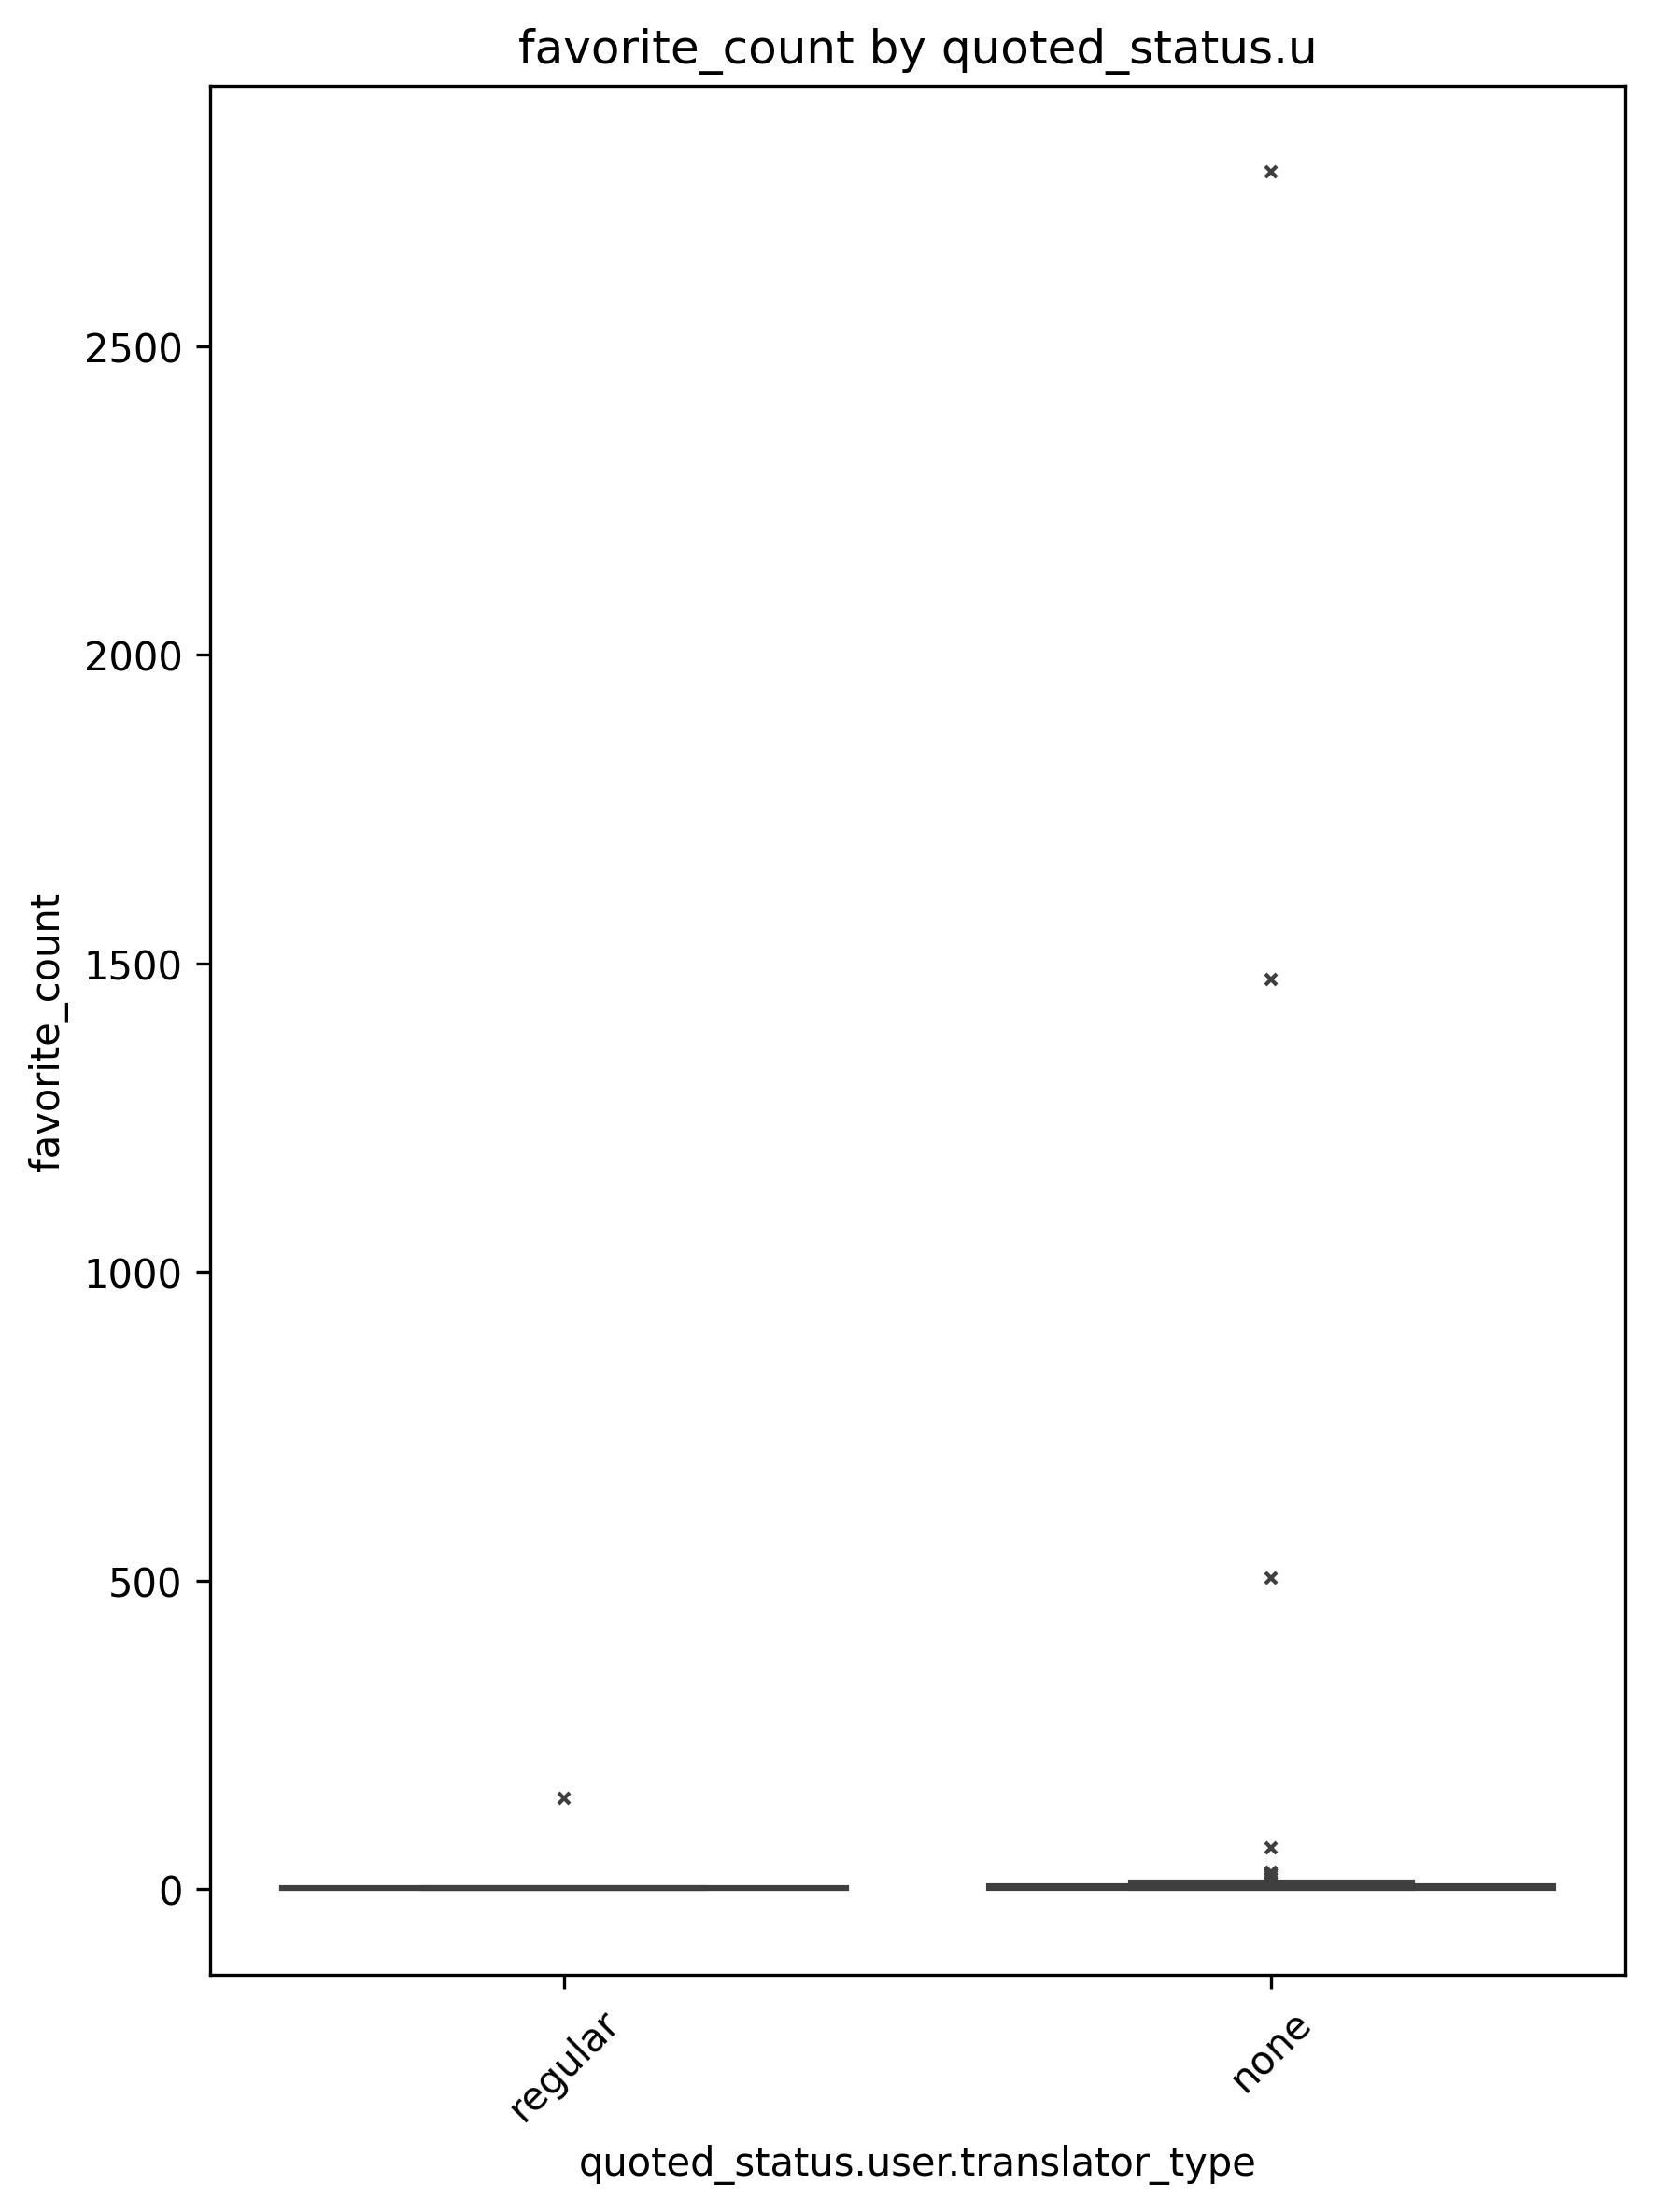 favorite_count by quoted_status.u
favorite_count
2500
2000
1500
1000
500
0
regular
none
quoted_status.user.translator_type